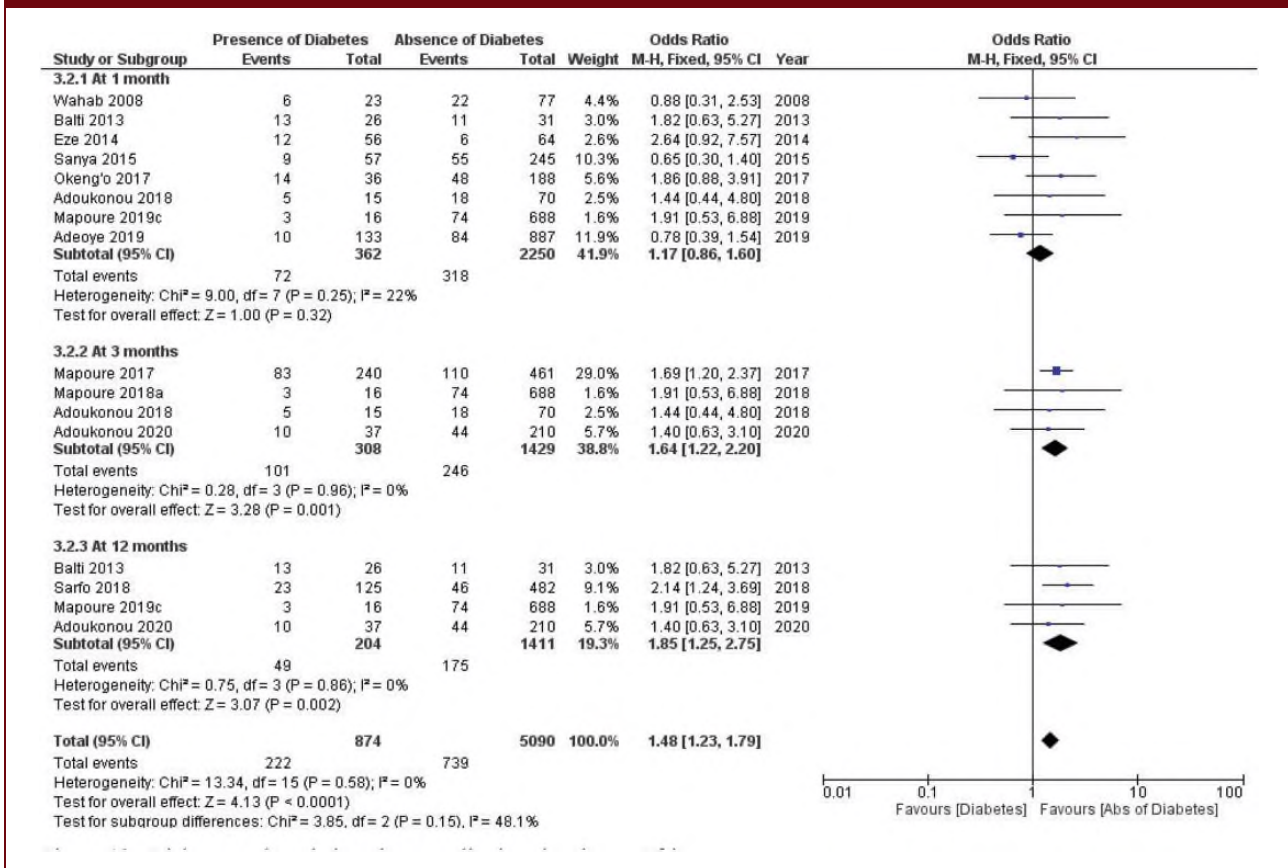 Presence of Diabetes Absence of Diabetes Odds Ratio Odds Ratio
Study or Subgroup Events Total Events Total Weight M-H, Fixed, 95% CI Year M-H, Fixed, 95% CI
3.2.1 At 1 month
Wahab 2008 6 23 22 77 4.4% 0.88 [0.31, 2.53] 2008
Balti 2013 13 26 11 31 3.0% 1.82 [0.63, 5.27] 2013
Eze 2014 12 56 6 64 2.6% 2.64 [0.92, 7.57] 2014
Sanya 2015 9 57 55 245 10.3% 0.65 [0.30, 1.40] 2015
Okeng'o 2017 14 36 48 188 5.6% 1.86 [0.88, 3.91] 2017
Adoukonou 2018 5 15 18 70 2.5% 1.44 [0.44, 4.80] 2018
Mapoure 2019c 3 16 74 688 1.6% 1.91 [0.53, 6.88] 2019
Adeoye 2019 10 133 84 887 11.9% 0.78 [0.39, 1.54] 2019
Subtotal (95% CI) 362 2250 41.9% 1.17 [0.86, 1.60]
Total events 72 318
Heterogeneity: Chi² = 9.00, df = 7 (P = 0.25); I² = 22%
Test for overall effect: Z = 1.00 (P = 0.32)
3.2.2 At 3 months
Mapoure 2017 83 240 110 461 29.0% 1.69 [1.20, 2.37] 2017
Mapoure 2018a 3 16 74 688 1.6% 1.91 [0.53, 6.88] 2018
Adoukonou 2018 5 15 18 70 2.5% 1.44 [0.44, 4.80] 2018
Adoukonou 2020 10 37 44 210 5.7% 1.40 [0.63, 3.10] 2020
Subtotal (95% CI) 308 1429 38.8% 1.64 [1.22, 2.20]
Total events 101 246
Heterogeneity: Chi² = 0.28, df = 3 (P = 0.96); I² = 0%
Test for overall effect: Z = 3.28 (P = 0.001)
3.2.3 At 12 months
Balti 2013 13 26 11 31 3.0% 1.82 [0.63, 5.27] 2013
Sarfo 2018 23 125 46 482 9.1% 2.14 [1.24, 3.69] 2018
Mapoure 2019c 3 16 74 688 1.6% 1.91 [0.53, 6.88] 2019
Adoukonou 2020 10 37 44 210 5.7% 1.40 [0.63, 3.10] 2020
Subtotal (95% CI) 204 1411 19.3% 1.85 [1.25, 2.75]
Total events 49 175
Heterogeneity: Chi² = 0.75, df = 3 (P = 0.86); I² = 0%
Test for overall effect: Z = 3.07 (P = 0.002)
Total (95% CI) 874 5090 100.0% 1.48 [1.23, 1.79]
Total events 222 739
Heterogeneity: Chi² = 13.34, df = 15 (P = 0.58); I² = 0%
Test for overall effect: Z = 4.13 (P < 0.0001)
Test for subgroup differences: Chi² = 3.85, df = 2 (P = 0.15), I² = 48.1%
0.01 0.1 1 10 100
Favours [Diabetes] Favours [Abs of Diabetes]